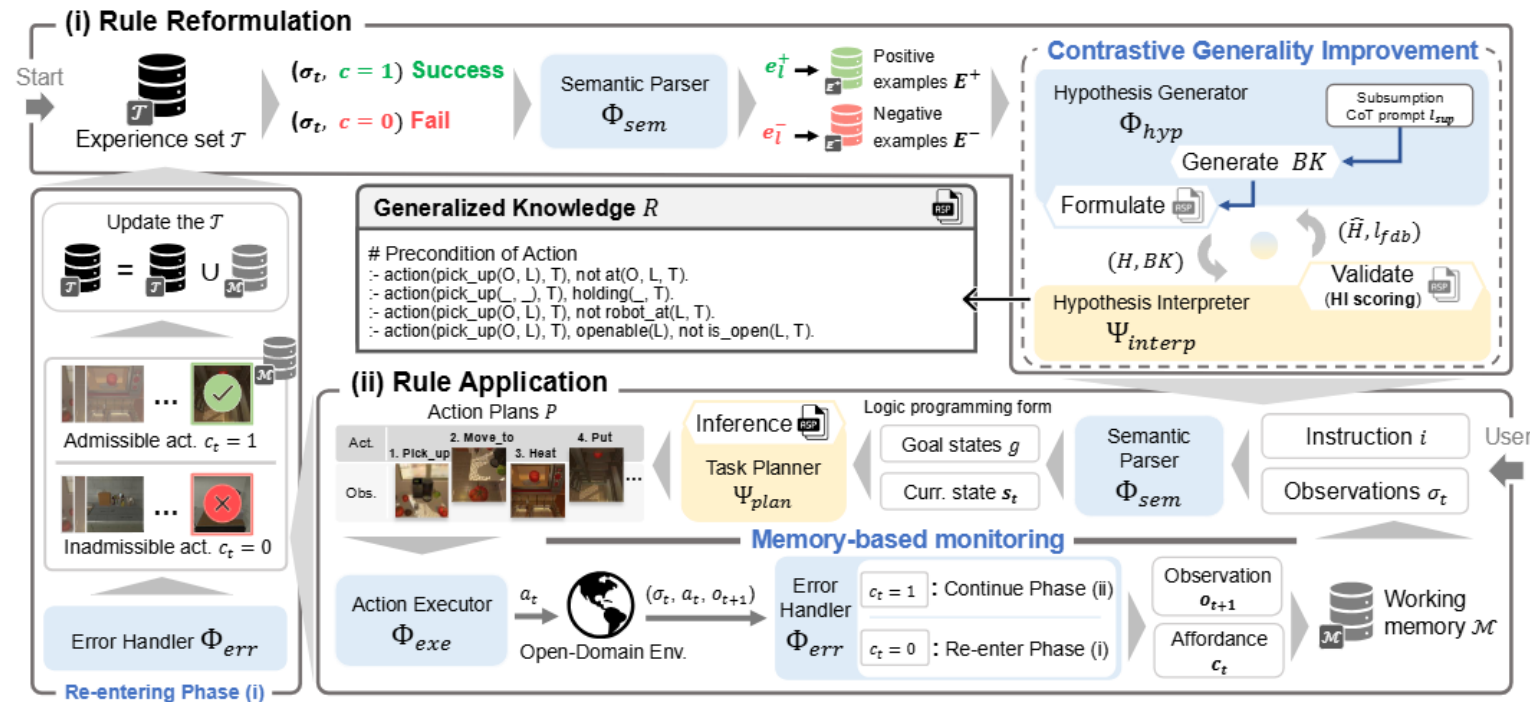 (i) Rule Reformulation
Start
𝒯
Experience set 𝒯
(σ_t, c = 1) Success
(σ_t, c = 0) Fail
Semantic Parser
Φ_sem
e_l^+
E⁺
Positive
examples E⁺
e_l^-
E⁻
Negative
examples E⁻
Contrastive Generality Improvement
Hypothesis Generator
Φ_hyp
Subsumption
CoT prompt l_sup
Generate BK
Formulate ASP
(H, BK)
(Ĥ, l_fdb)
Validate
(HI scoring)
ASP
Hypothesis Interpreter
Ψ_interp
Generalized Knowledge R
ASP
# Precondition of Action
:- action(pick_up(O, L), T), not at(O, L, T).
:- action(pick_up(_, _), T), holding(_, T).
:- action(pick_up(O, L), T), not robot_at(L, T).
:- action(pick_up(O, L), T), openable(L), not is_open(L, T).
Update the 𝒯
𝒯 = 𝒯 ∪ ℳ
ℳ
...
Admissible act. c_t = 1
...
Inadmissible act. c_t = 0
Error Handler Φ_err
Re-entering Phase (i)
(ii) Rule Application
Action Plans P
Act.
1. Pick_up
2. Move_to
3. Heat
4. Put
Obs.
...
Inference ASP
Task Planner
Ψ_plan
Logic programming form
Goal states g
Curr. state s_t
Semantic
Parser
Φ_sem
Instruction i
Observations σ_t
User
Memory-based monitoring
Action Executor
Φ_exe
a_t
Open-Domain Env.
(σ_t, a_t, o_{t+1})
Error
Handler
Φ_err
c_t = 1 : Continue Phase (ii)
c_t = 0 : Re-enter Phase (i)
Observation
o_{t+1}
Affordance
c_t
ℳ
Working
memory ℳ